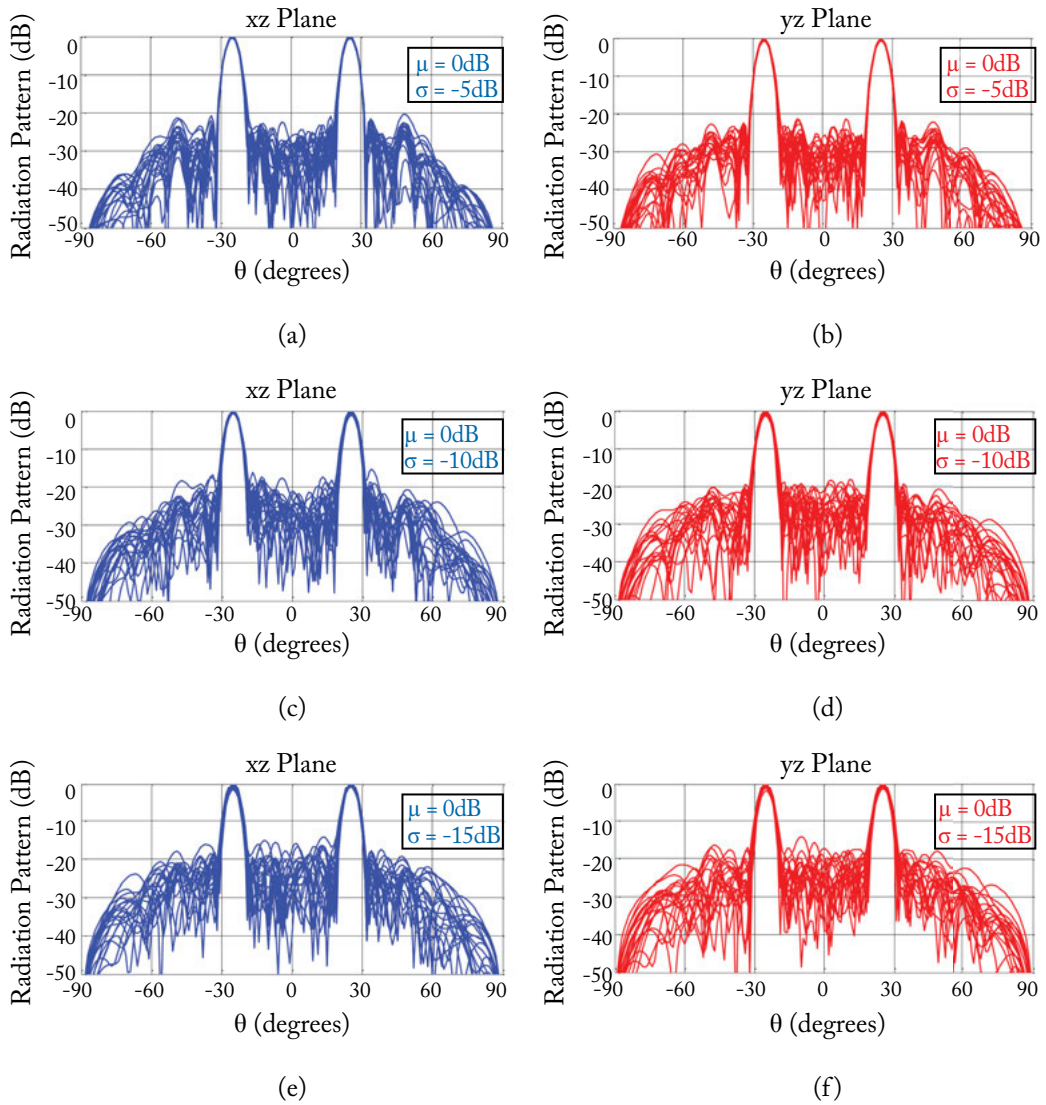 xz Plane
Radiation Pattern (dB)
0
-10
-20
-30
-40
-50
μ = 0dB
σ = -5dB
-90 -60 -30 0 30 60 90
θ (degrees)
(a)
yz Plane
Radiation Pattern (dB)
0
-10
-20
-30
-40
-50
μ = 0dB
σ = -5dB
-90 -60 -30 0 30 60 90
θ (degrees)
(b)
xz Plane
Radiation Pattern (dB)
0
-10
-20
-30
-40
-50
μ = 0dB
σ = -10dB
-90 -60 -30 0 30 60 90
θ (degrees)
(c)
yz Plane
Radiation Pattern (dB)
0
-10
-20
-30
-40
-50
μ = 0dB
σ = -10dB
-90 -60 -30 0 30 60 90
θ (degrees)
(d)
xz Plane
Radiation Pattern (dB)
0
-10
-20
-30
-40
-50
μ = 0dB
σ = -15dB
-90 -60 -30 0 30 60 90
θ (degrees)
(e)
yz Plane
Radiation Pattern (dB)
0
-10
-20
-30
-40
-50
μ = 0dB
σ = -15dB
-90 -60 -30 0 30 60 90
θ (degrees)
(f)